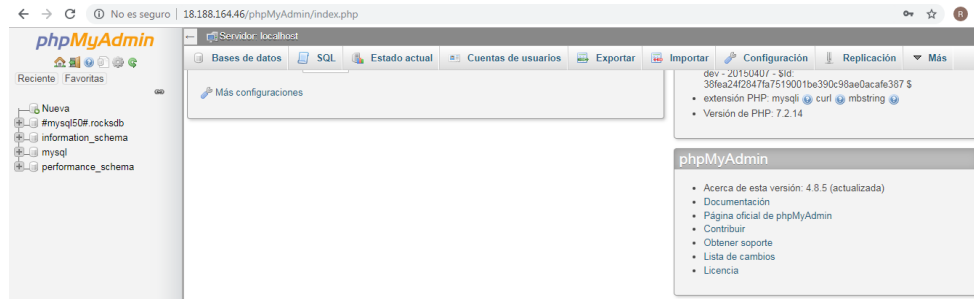 No es seguro | 18.188.164.46/phpMyAdmin/index.php
R
phpMyAdmin
Reciente Favoritas
Nueva
#mysql50#.rocksdb
information_schema
mysql
performance_schema
Servidor: localhost
Bases de datos SQL Estado actual Cuentas de usuarios Exportar Importar Configuración Replicación Más
Más configuraciones
dev - 20150407 - $Id:
38fea24f2847fa7519001be390c98ae0acafe387 $
extensión PHP: mysqli curl mbstring
Versión de PHP: 7.2.14
phpMyAdmin
Acerca de esta versión: 4.8.5 (actualizada)
Documentación
Página oficial de phpMyAdmin
Contribuir
Obtener soporte
Lista de cambios
Licencia